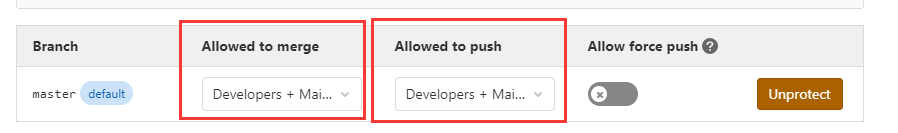 Branch Allowed to merge Allowed to push Allow force push ?
master default Developers + Mai... Developers + Mai... Unprotect